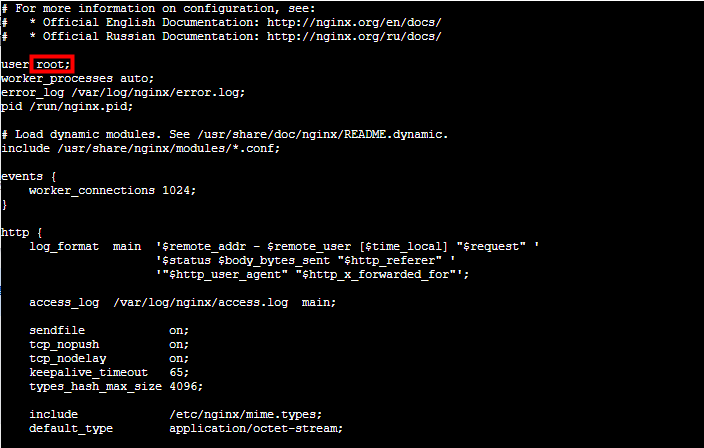 # For more information on configuration, see:
#   * Official English Documentation: http://nginx.org/en/docs/
#   * Official Russian Documentation: http://nginx.org/ru/docs/
user root;
worker_processes auto;
error_log /var/log/nginx/error.log;
pid /run/nginx.pid;
# Load dynamic modules. See /usr/share/doc/nginx/README.dynamic.
include /usr/share/nginx/modules/*.conf;
events {
    worker_connections 1024;
}
http {
    log_format  main  '$remote_addr - $remote_user [$time_local] "$request" '
                      '$status $body_bytes_sent "$http_referer" '
                      '"$http_user_agent" "$http_x_forwarded_for"';
    access_log  /var/log/nginx/access.log  main;
    sendfile            on;
    tcp_nopush          on;
    tcp_nodelay         on;
    keepalive_timeout   65;
    types_hash_max_size 4096;
    include             /etc/nginx/mime.types;
    default_type        application/octet-stream;